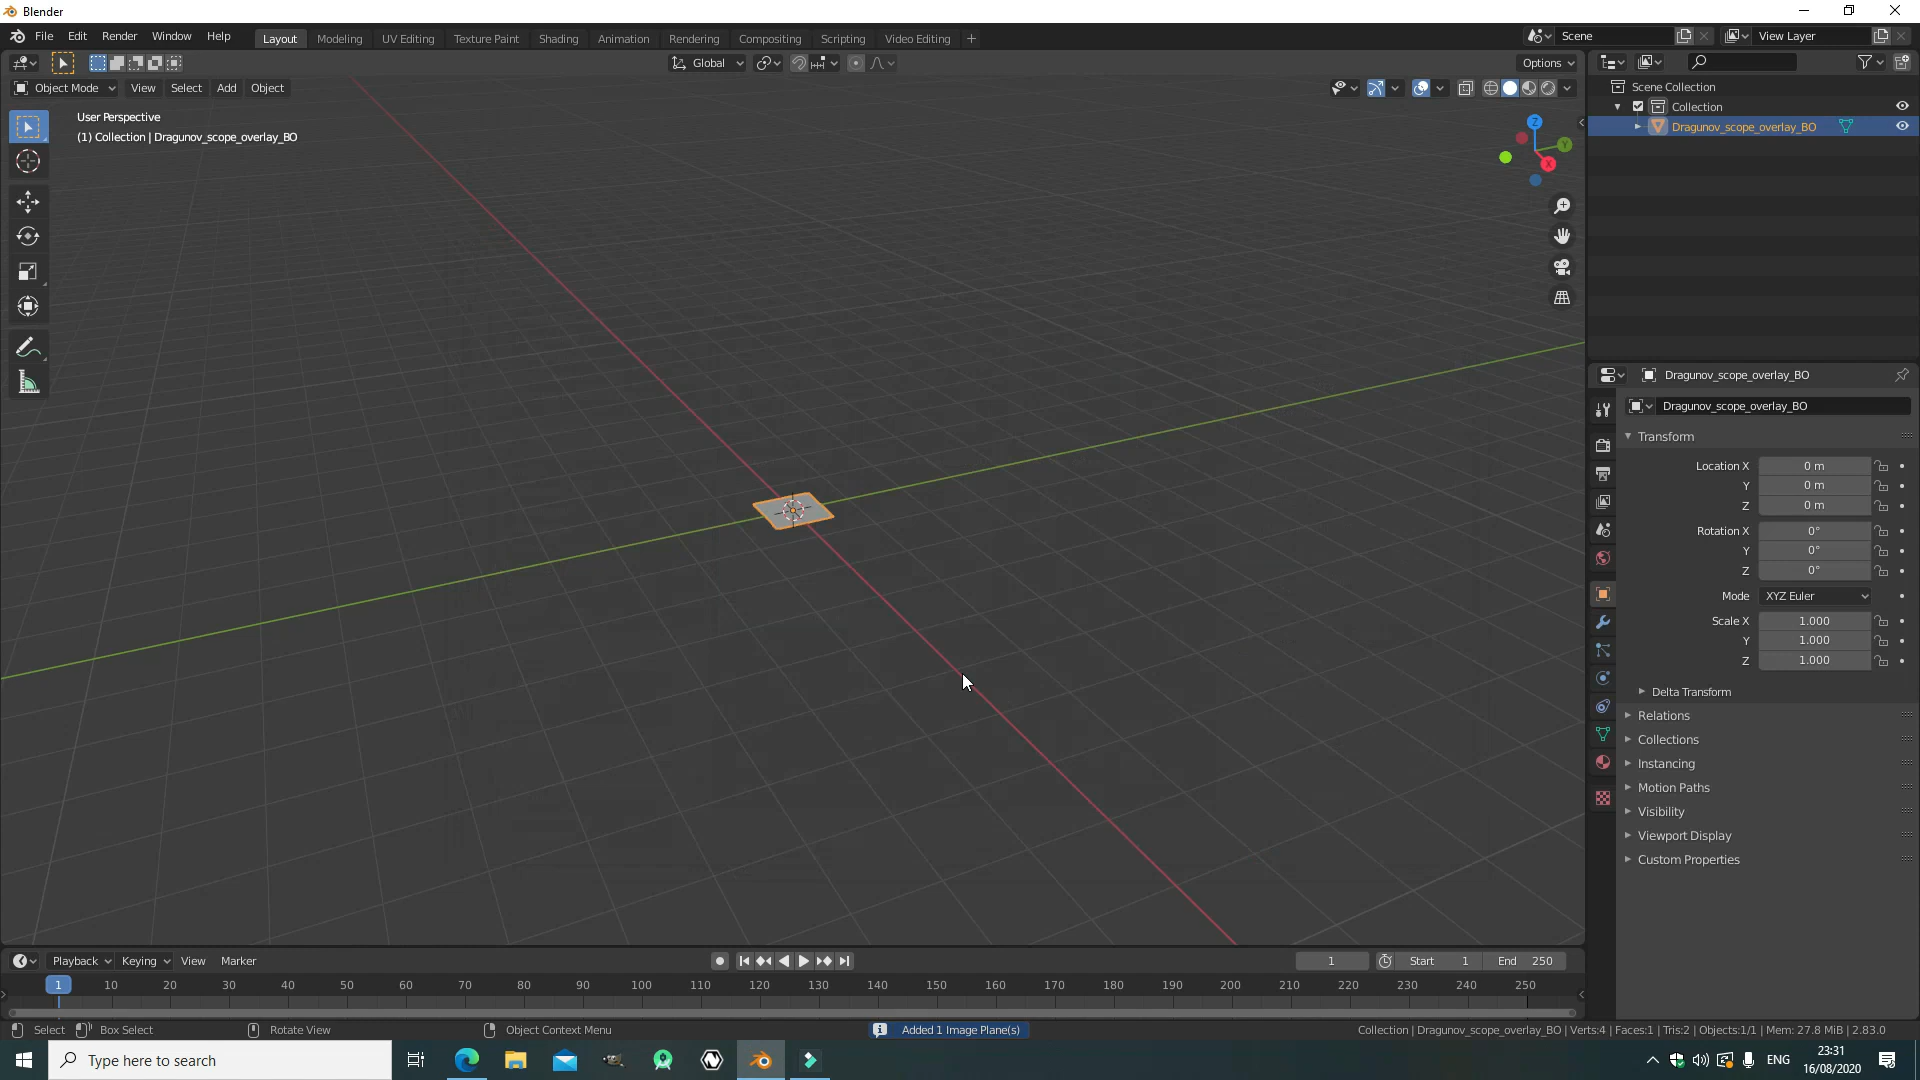 Blender
File Edit Render Window Help
Layout Modeling UV Editing Texture Paint Shading Animation Rendering Compositing Scripting Video Editing +
Scene
View Layer
Global
Options
Object Mode View Select Add Object
User Perspective
(1) Collection | Dragunov_scope_overlay_BO
Z
Y
X
Scene Collection
Collection
Dragunov_scope_overlay_BO
Dragunov_scope_overlay_BO
Dragunov_scope_overlay_BO
Transform
Location X 0 m
Y 0 m
Z 0 m
Rotation X 0°
Y 0°
Z 0°
Mode XYZ Euler
Scale X 1.000
Y 1.000
Z 1.000
Delta Transform
Relations
Collections
Instancing
Motion Paths
Visibility
Viewport Display
Custom Properties
Playback Keying View Marker
1
Start 1
End 250
1 10 20 30 40 50 60 70 80 90 100 110 120 130 140 150 160 170 180 190 200 210 220 230 240 250
Select Box Select Rotate View Object Context Menu
Added 1 Image Plane(s)
Collection | Dragunov_scope_overlay_BO | Verts:4 | Faces:1 | Tris:2 | Objects:1/1 | Mem: 27.8 MiB | 2.83.0
Type here to search
ENG
23:31
16/08/2020